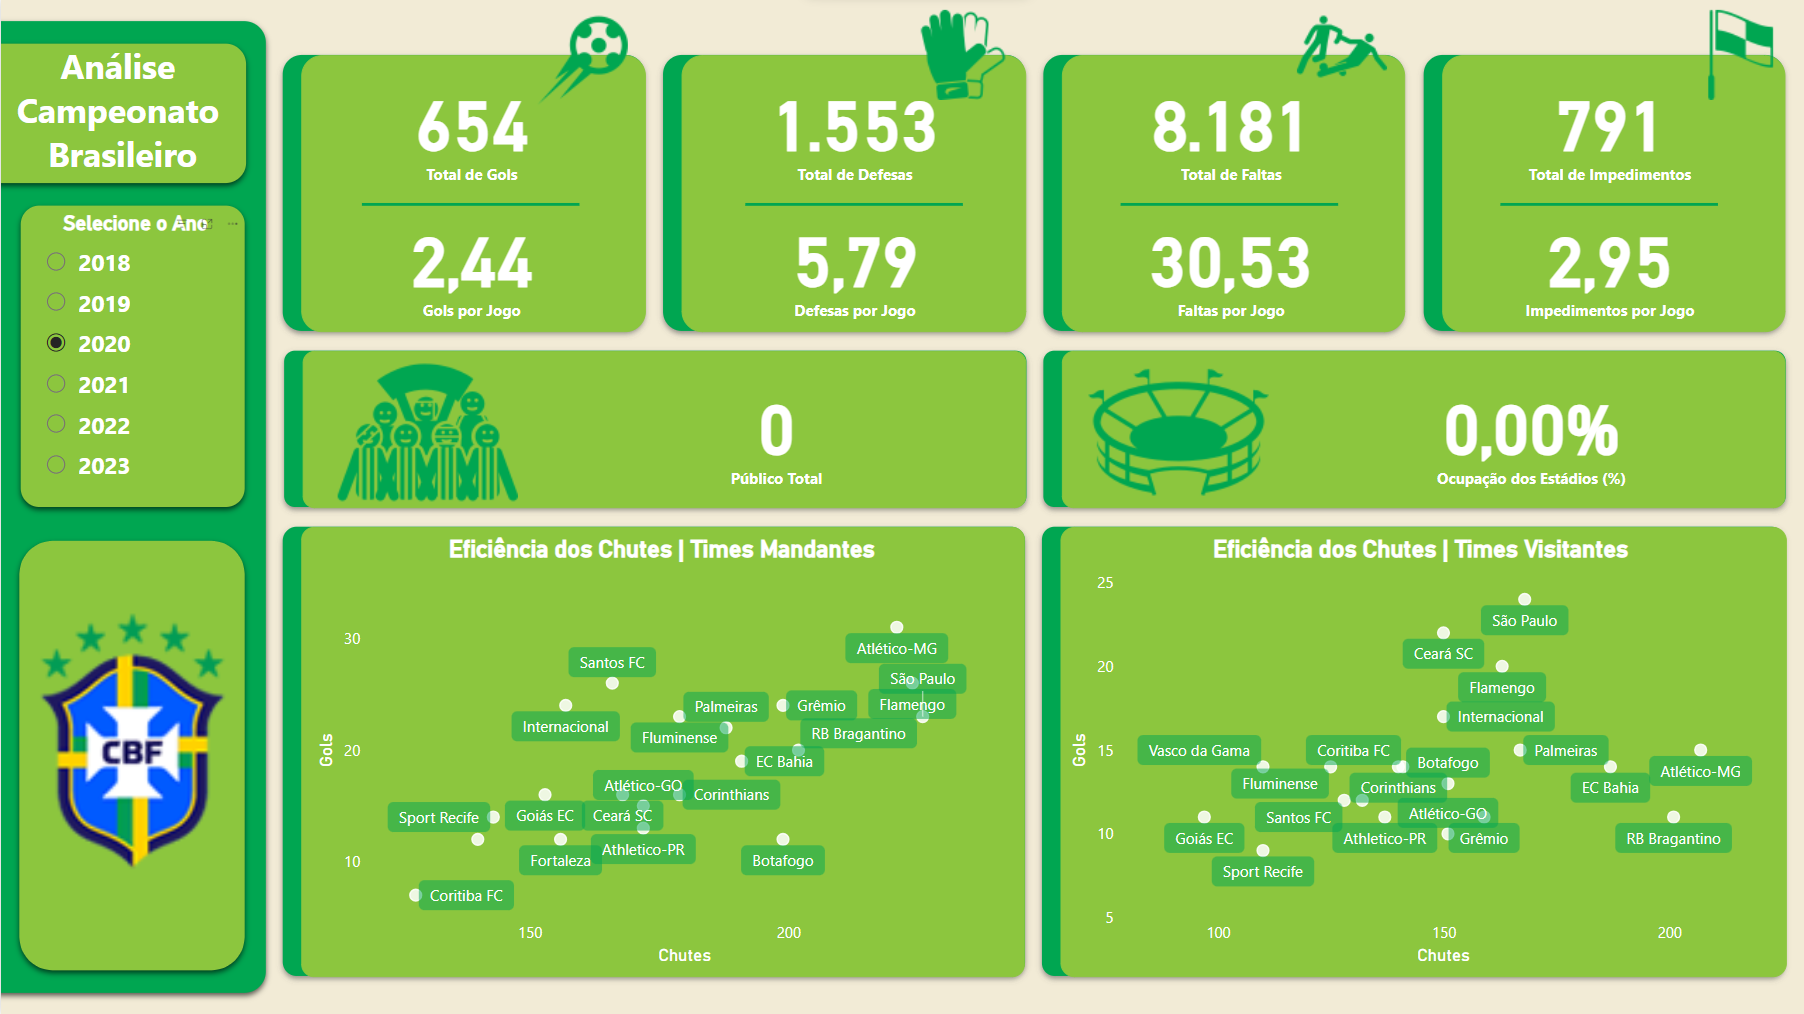 Análise
Campeonato
Brasileiro
Selecione o Ano
2018
2019
2020
2021
2022
2023
CBF
654
Total de Gols
2,44
Gols por Jogo
1.553
Total de Defesas
5,79
Defesas por Jogo
8.181
Total de Faltas
30,53
Faltas por Jogo
791
Total de Impedimentos
2,95
Impedimentos por Jogo
0
Público Total
0,00%
Ocupação dos Estádios (%)
Eficiência dos Chutes | Times Mandantes
Gols
30
20
10
Atlético-MG
Santos FC
São Paulo
Palmeiras
Grêmio
Flamengo
Internacional
Fluminense
RB Bragantino
EC Bahia
Atlético-GO
Corinthians
Sport Recife
Goiás EC
Ceará SC
Athletico-PR
Fortaleza
Botafogo
Coritiba FC
150
200
Chutes
Eficiência dos Chutes | Times Visitantes
Gols
25
20
15
10
5
São Paulo
Ceará SC
Flamengo
Internacional
Vasco da Gama
Coritiba FC
Palmeiras
Botafogo
Atlético-MG
Fluminense
Corinthians
EC Bahia
Santos FC
Atlético-GO
Goiás EC
Athletico-PR
Grêmio
RB Bragantino
Sport Recife
100
150
200
Chutes